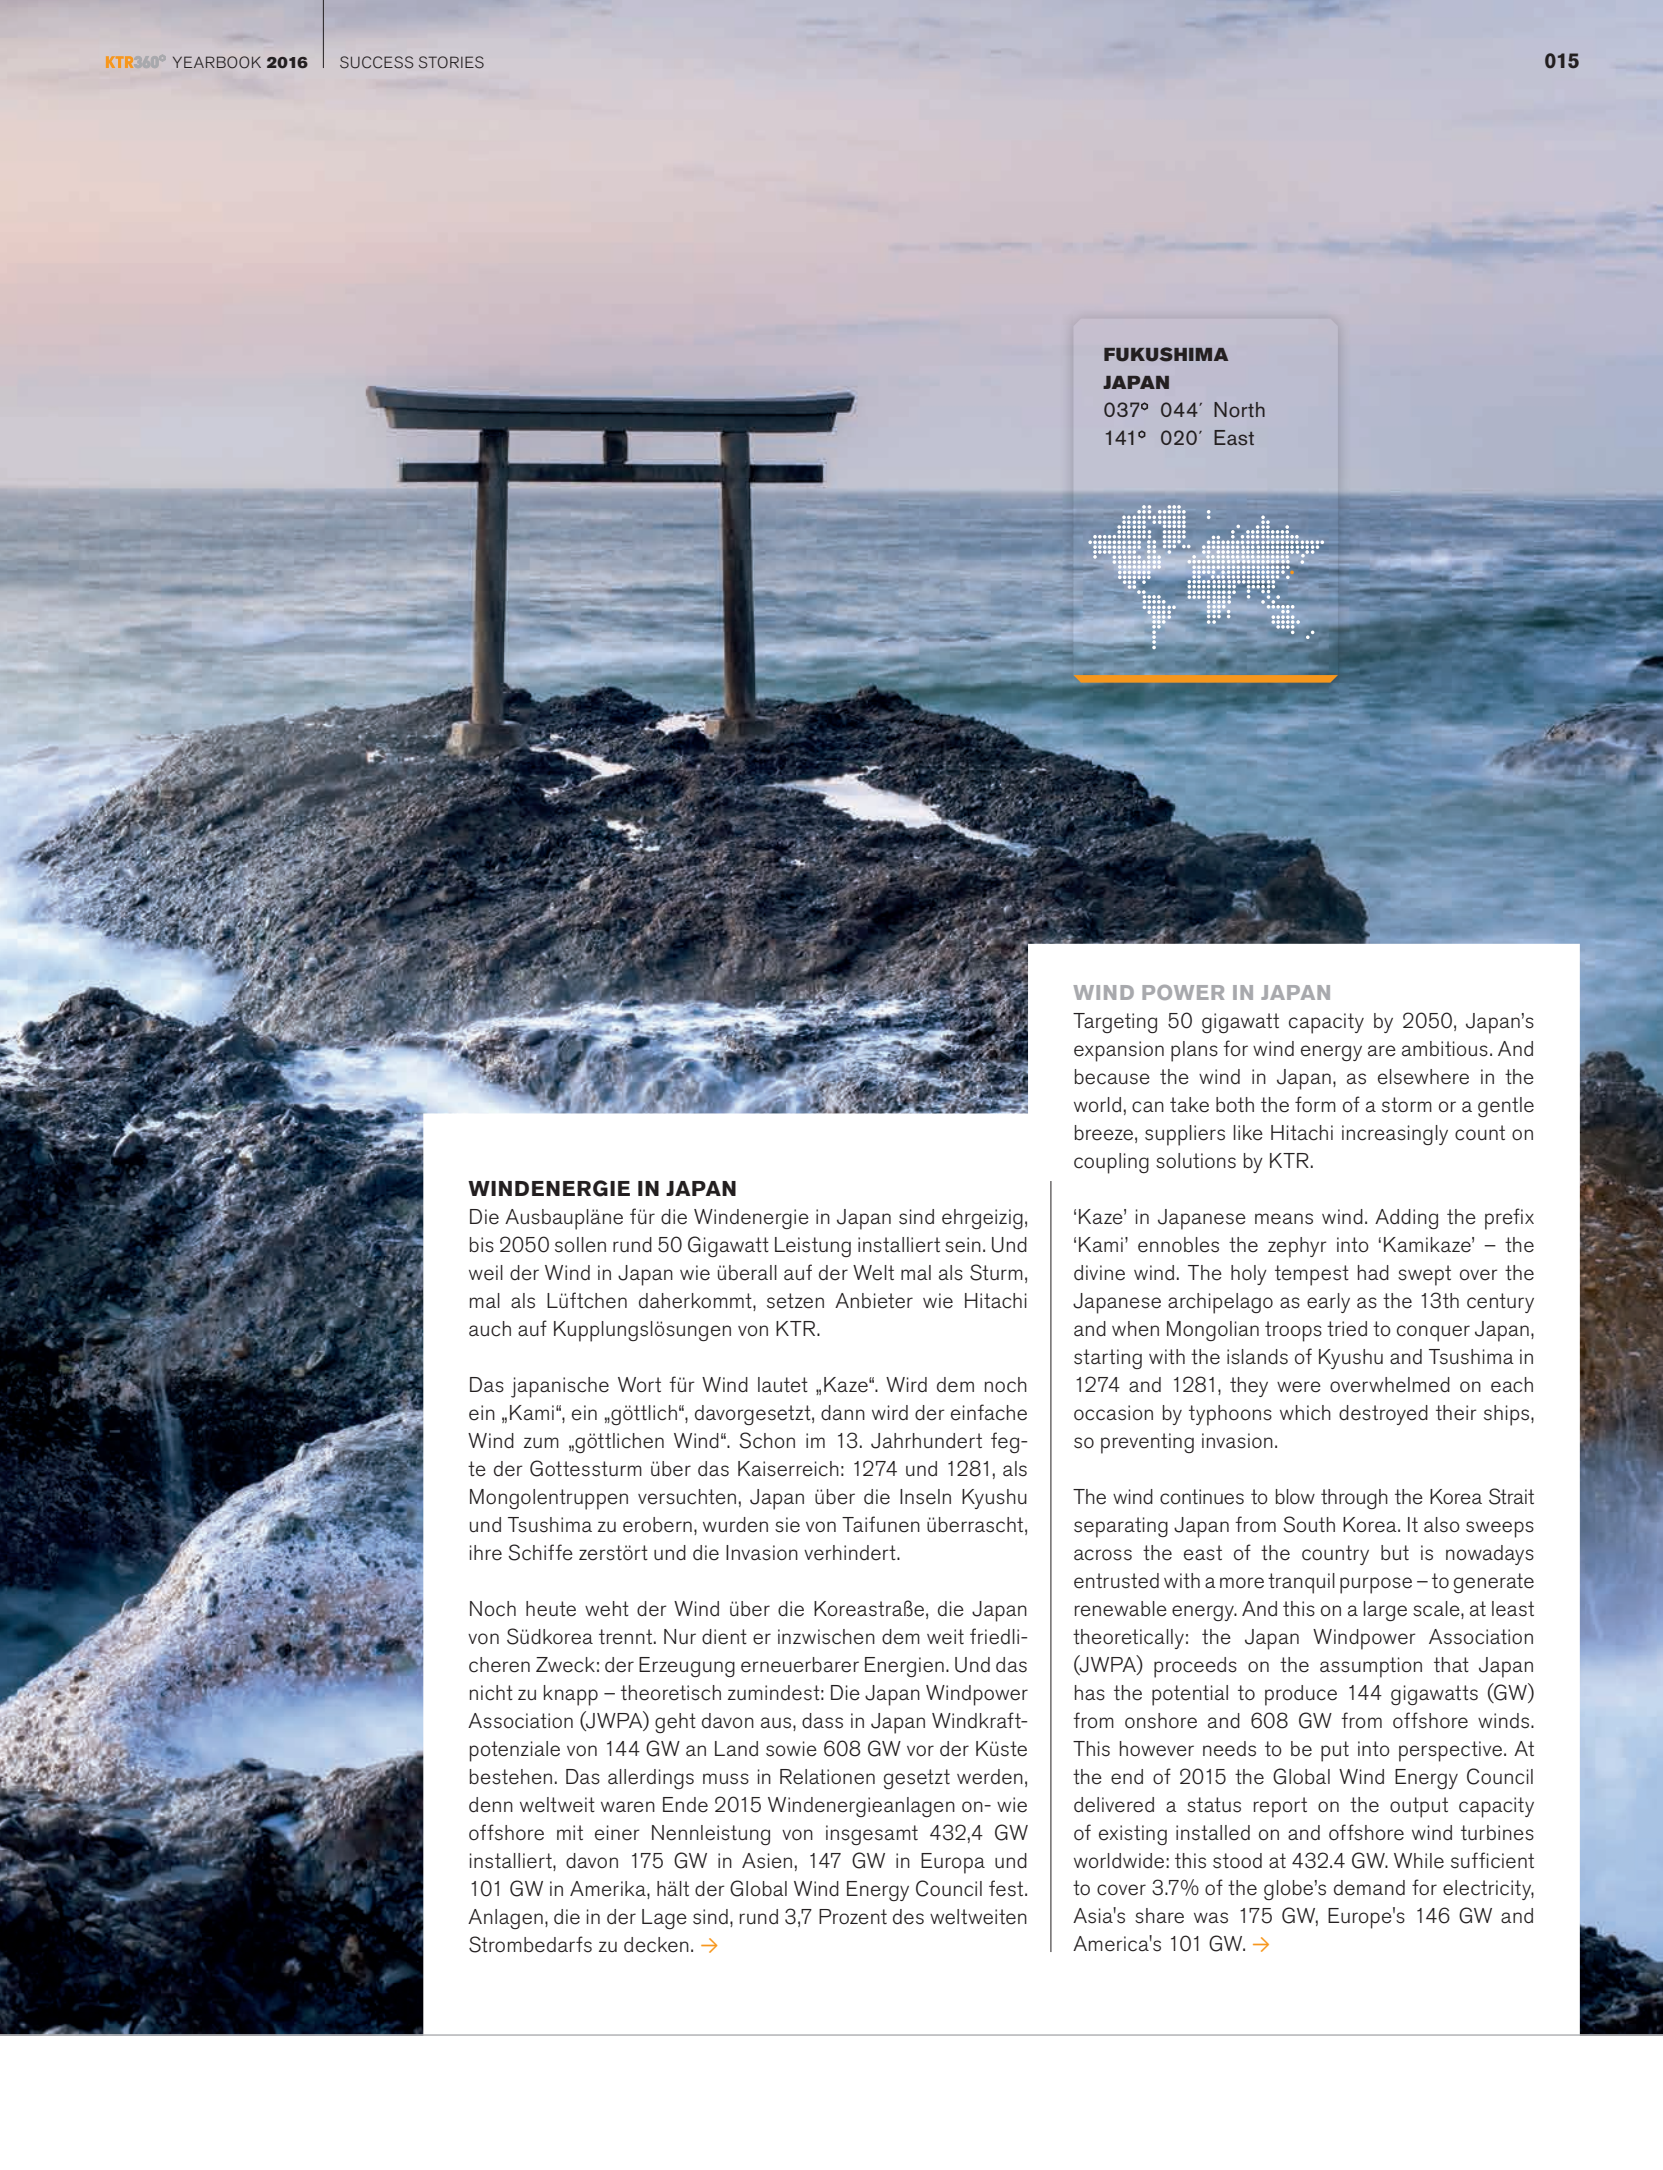 KTR360° YEARBOOK 2016 SUCCESS STORIES
015
FUKUSHIMA
JAPAN
037° 044′ North
141° 020′ East
WINDENERGIE IN JAPAN
Die Ausbaupläne für die Windenergie in Japan sind ehrgeizig,
bis 2050 sollen rund 50 Gigawatt Leistung installiert sein. Und
weil der Wind in Japan wie überall auf der Welt mal als Sturm,
mal als Lüftchen daherkommt, setzen Anbieter wie Hitachi
auch auf Kupplungslösungen von KTR.
Das japanische Wort für Wind lautet „Kaze“. Wird dem noch
ein „Kami“, ein „göttlich“, davorgesetzt, dann wird der einfache
Wind zum „göttlichen Wind“. Schon im 13. Jahrhundert feg-
te der Gottessturm über das Kaiserreich: 1274 und 1281, als
Mongolentruppen versuchten, Japan über die Inseln Kyushu
und Tsushima zu erobern, wurden sie von Taifunen überrascht,
ihre Schiffe zerstört und die Invasion verhindert.
Noch heute weht der Wind über die Koreastraße, die Japan
von Südkorea trennt. Nur dient er inzwischen dem weit friedli-
cheren Zweck: der Erzeugung erneuerbarer Energien. Und das
nicht zu knapp – theoretisch zumindest: Die Japan Windpower
Association (JWPA) geht davon aus, dass in Japan Windkraft-
potenziale von 144 GW an Land sowie 608 GW vor der Küste
bestehen. Das allerdings muss in Relationen gesetzt werden,
denn weltweit waren Ende 2015 Windenergieanlagen on- wie
offshore mit einer Nennleistung von insgesamt 432,4 GW
installiert, davon 175 GW in Asien, 147 GW in Europa und
101 GW in Amerika, hält der Global Wind Energy Council fest.
Anlagen, die in der Lage sind, rund 3,7 Prozent des weltweiten
Strombedarfs zu decken. →
WIND POWER IN JAPAN
Targeting 50 gigawatt capacity by 2050, Japan’s
expansion plans for wind energy are ambitious. And
because the wind in Japan, as elsewhere in the
world, can take both the form of a storm or a gentle
breeze, suppliers like Hitachi increasingly count on
coupling solutions by KTR.
‘Kaze’ in Japanese means wind. Adding the prefix
‘Kami’ ennobles the zephyr into ‘Kamikaze’ – the
divine wind. The holy tempest had swept over the
Japanese archipelago as early as the 13th century
and when Mongolian troops tried to conquer Japan,
starting with the islands of Kyushu and Tsushima in
1274 and 1281, they were overwhelmed on each
occasion by typhoons which destroyed their ships,
so preventing invasion.
The wind continues to blow through the Korea Strait
separating Japan from South Korea. It also sweeps
across the east of the country but is nowadays
entrusted with a more tranquil purpose – to generate
renewable energy. And this on a large scale, at least
theoretically: the Japan Windpower Association
(JWPA) proceeds on the assumption that Japan
has the potential to produce 144 gigawatts (GW)
from onshore and 608 GW from offshore winds.
This however needs to be put into perspective. At
the end of 2015 the Global Wind Energy Council
delivered a status report on the output capacity
of existing installed on and offshore wind turbines
worldwide: this stood at 432.4 GW. While sufficient
to cover 3.7% of the globe’s demand for electricity,
Asia's share was 175 GW, Europe's 146 GW and
America's 101 GW. →